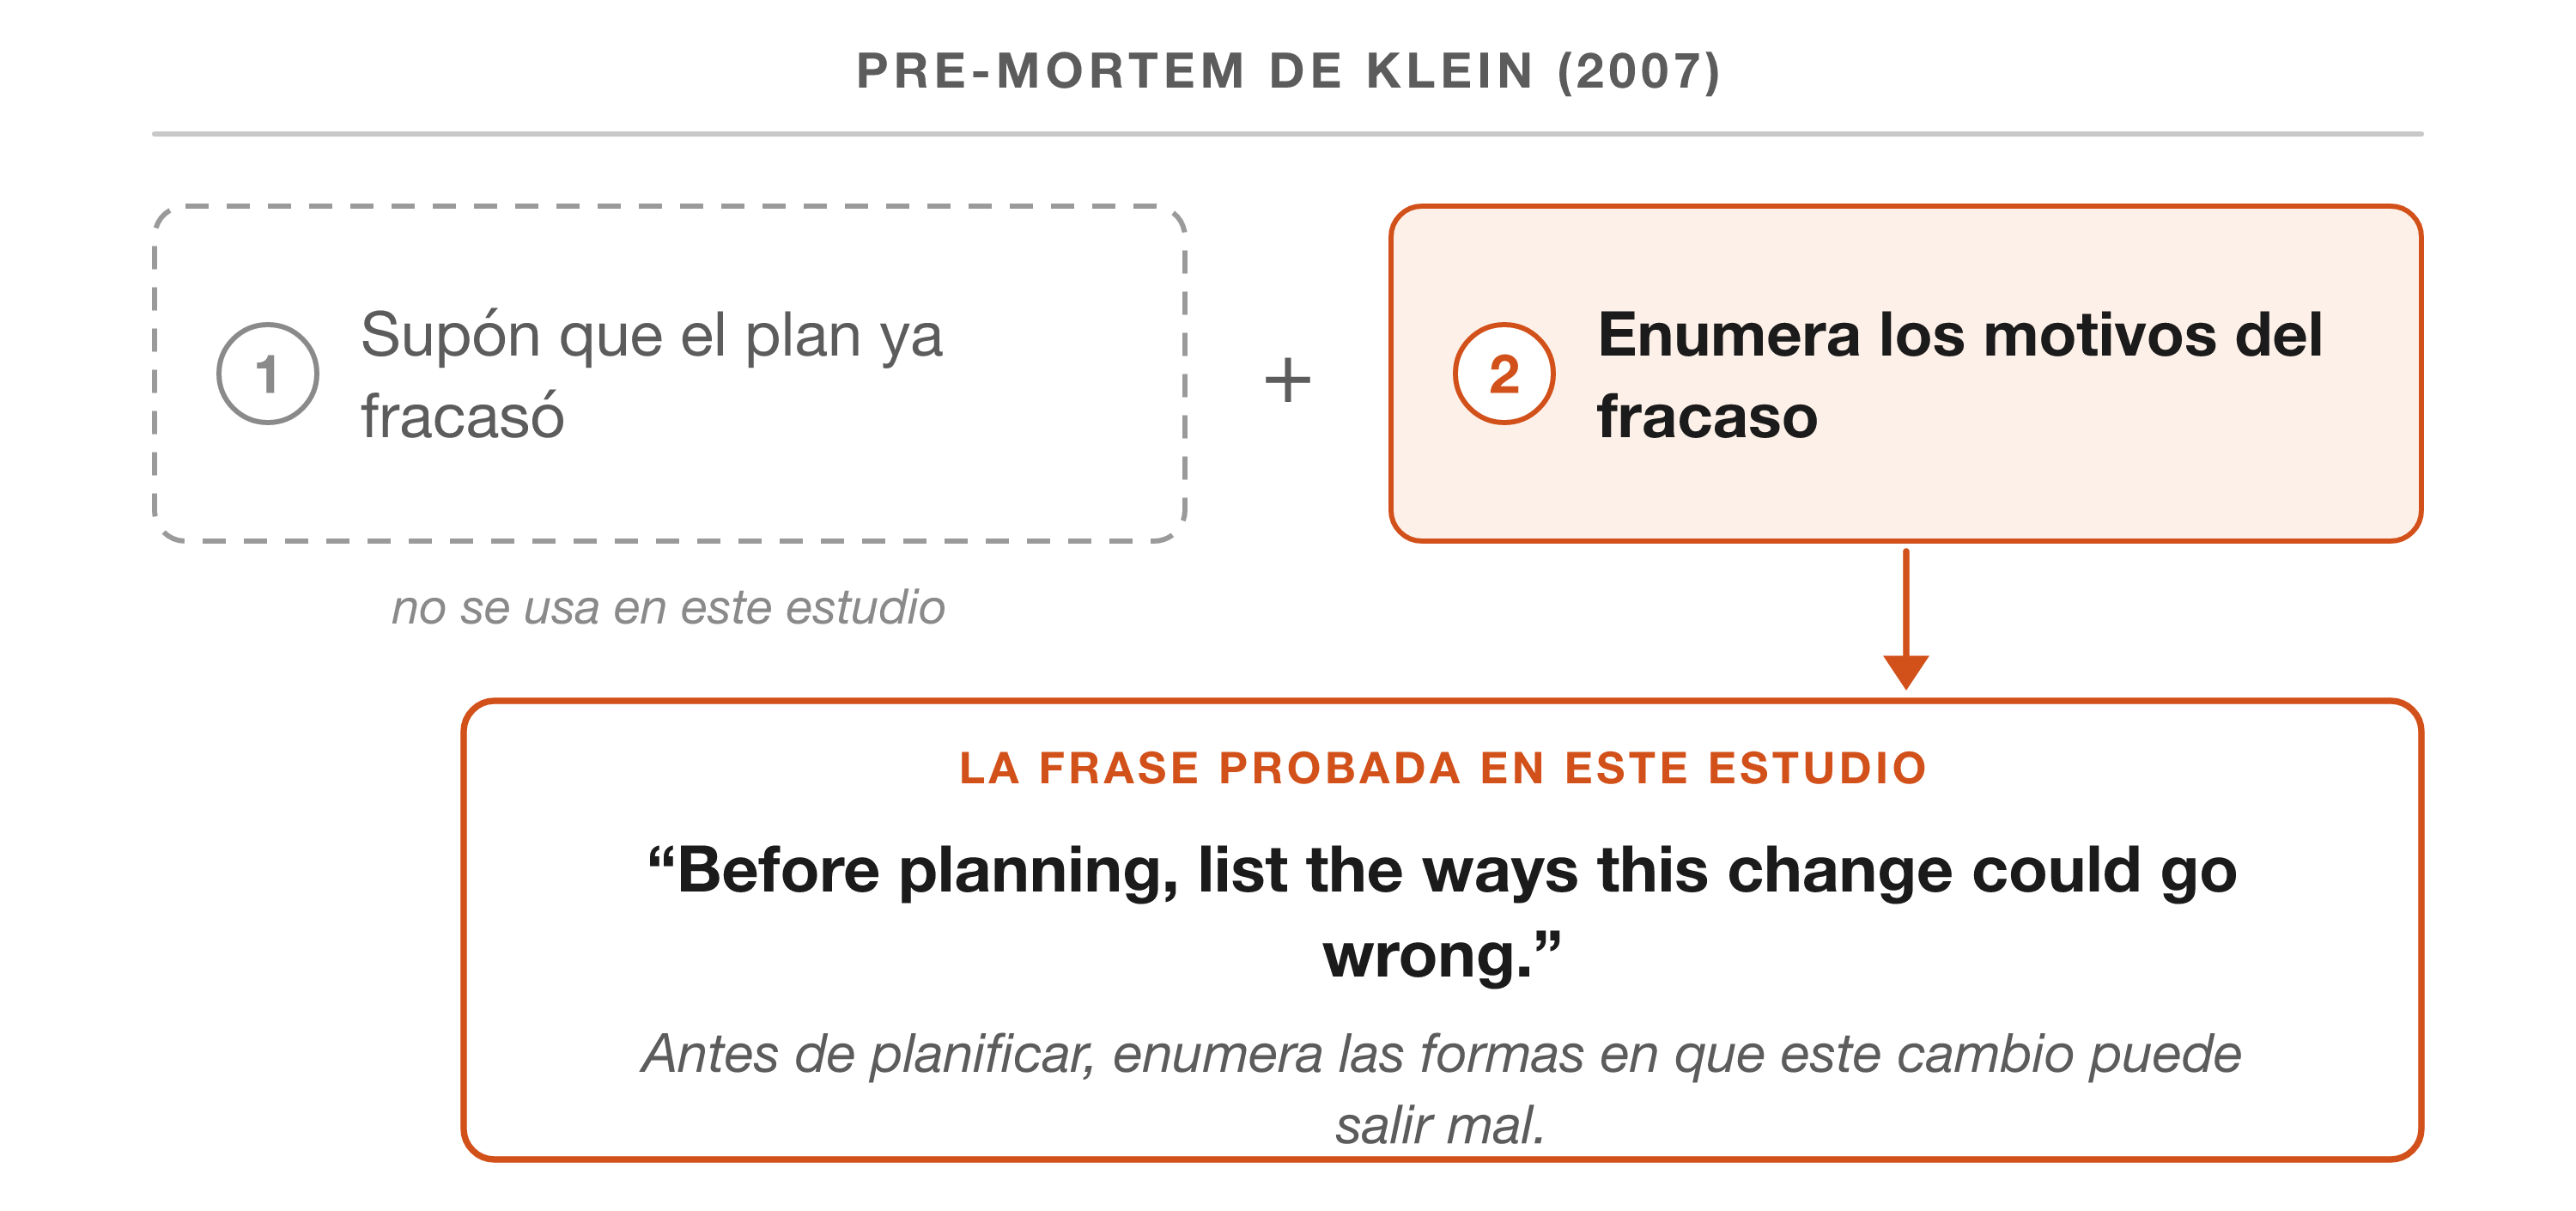 PRE-MORTEM DE KLEIN (2007)
1
Supón que el plan ya
fracasó
+
2
Enumera los motivos del
fracaso
no se usa en este estudio
LA FRASE PROBADA EN ESTE ESTUDIO
“Before planning, list the ways this change could go
wrong.”
Antes de planificar, enumera las formas en que este cambio puede
salir mal.